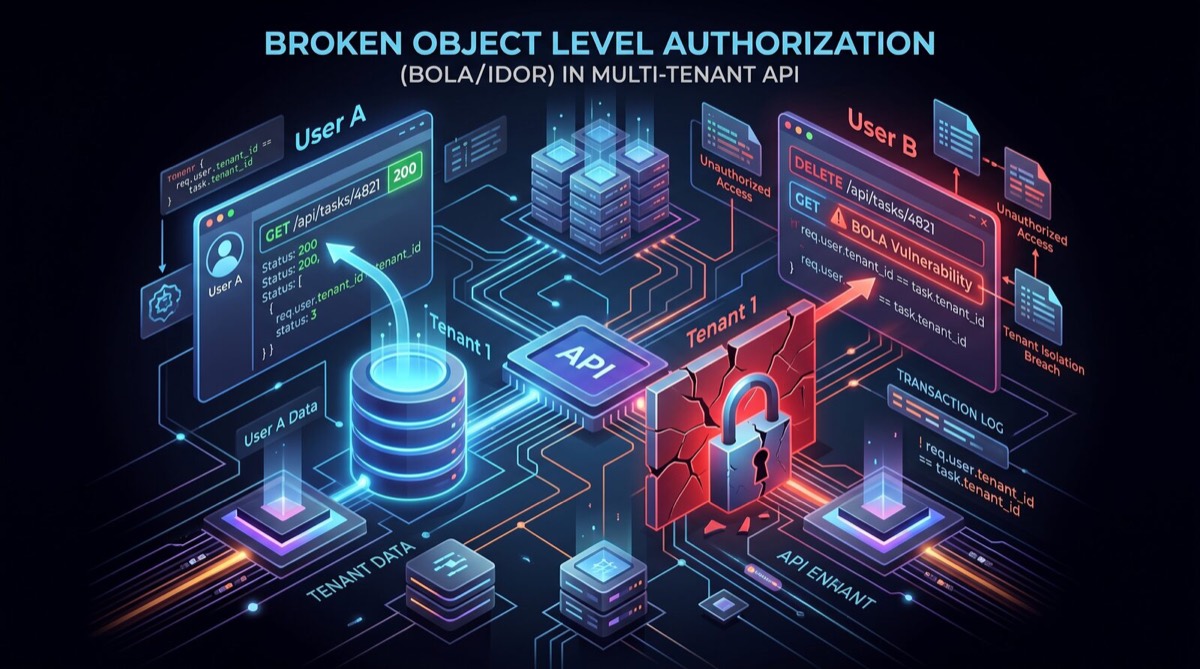 BROKEN OBJECT LEVEL AUTHORIZATION
(BOLA/IDOR) IN MULTI-TENANT API
{
req.user.tenant_id ==
task.tenant_id
}
User A
GET /api/tasks/4821 200
Status: 200
Status: 200,
Status: [
{
req.user.tenant_id
status: 3
} }
User A
User B
DELETE /api/tasks/4821
GET
BOLA Vulnerability
req.user.tenant_id == task.tenant_id
} req.user. == task.tenant_id
Unauthorized
Access
Unauthorized
Access
Tenant Isolation
Breach
Tenant 1
API
Tenant 1
User A Data
TRANSACTION LOG
! req.user.tenant_id
== task.tenant_id
TENANT DATA
API ENHANT